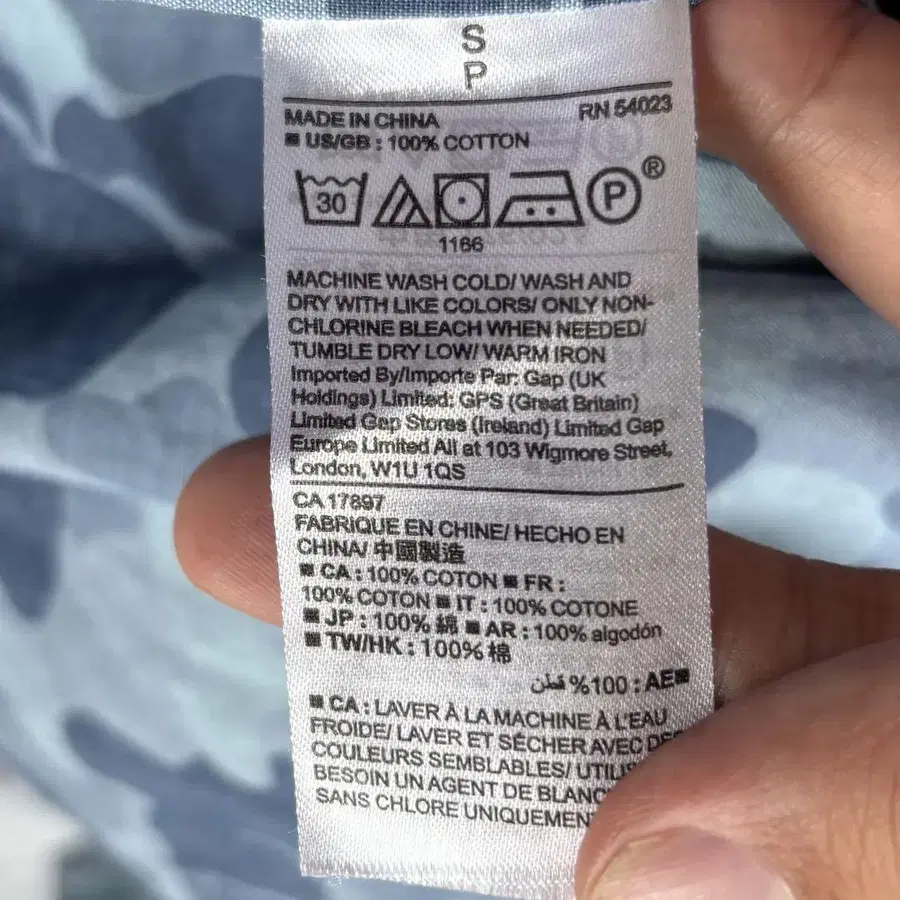 S
P
MADE IN CHINA RN 54023
■ US/GB : 100% COTTON
30 P ®
1166
MACHINE WASH COLD/ WASH AND
DRY WITH LIKE COLORS/ ONLY NON-
CHLORINE BLEACH WHEN NEEDED/
TUMBLE DRY LOW/ WARM IRON
Imported By/Importe Par: Gap (UK
Holdings) Limited: GPS (Great Britain)
Limited Gap Stores (Ireland) Limited Gap
Europe Limited All at 103 Wigmore Street,
London, W1U 1QS
CA 17897
FABRIQUE EN CHINE/ HECHO EN
CHINA/ 中國製造
■ CA : 100% COTON ■ FR :
100% COTON ■ IT : 100% COTONE
■ JP : 100% 綿 ■ AR : 100% algodón
■ TW/HK : 100% 棉
■AE : 100% قطن
■ CA : LAVER À LA MACHINE À L'EAU
FROIDE/ LAVER ET SÉCHER AVEC
COULEURS SEMBLABLES/
BESOIN UN AGENT DE
SANS CHLORE